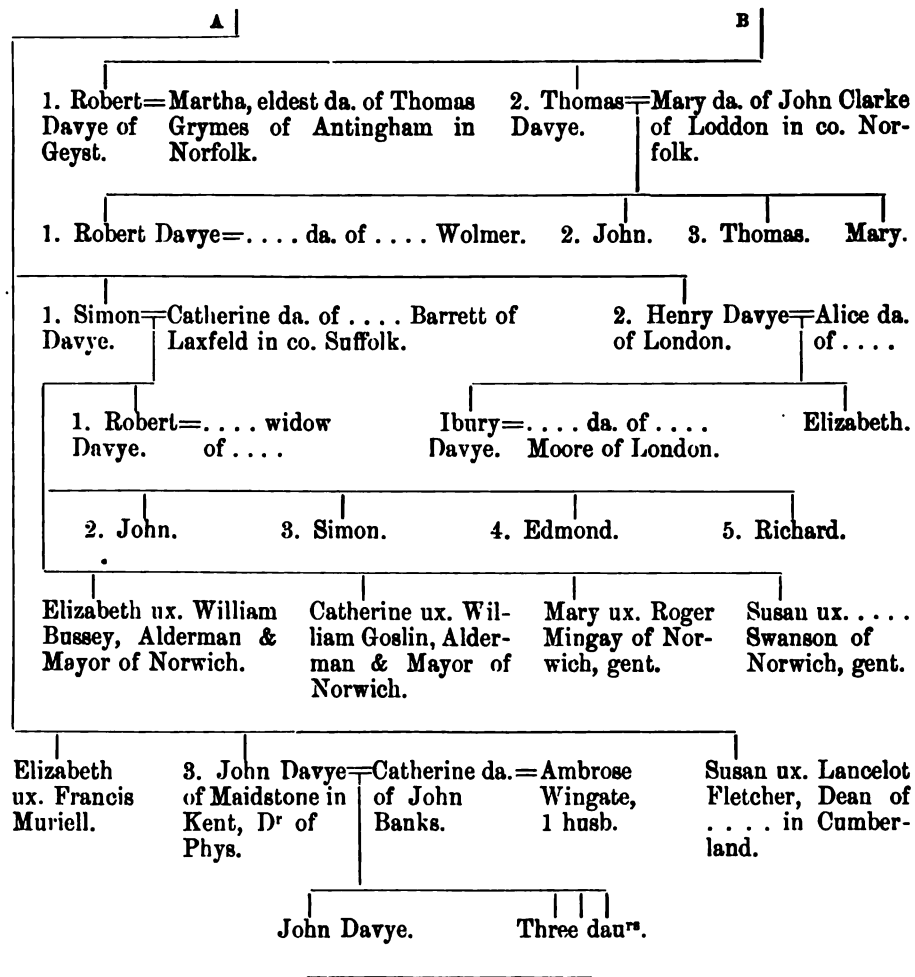 A B
1. Robert= Martha, eldest da. of Thomas 2. Thomas=Mary da. of John Clarke
Davye of Grymes of Antingham in Davye. of Loddon in co. Nor-
Geyst. Norfolk. folk.
1. Robert Davye=.... da. of .... Wolmer. 2. John. 3. Thomas. Mary.
1. Simon=Catherine da. of .... Barrett of 2. Henry Davye=Alice da.
Davye. Laxfeld in co. Suffolk. of London. of ....
1. Robert=.... widow Ibury=.... da. of .... Elizabeth.
Davye. of .... Davye. Moore of London.
2. John. 3. Simon. 4. Edmond. 5. Richard.
Elizabeth ux. William Catherine ux. Wil- Mary ux. Roger Susan ux.....
Bussey, Alderman & liam Goslin, Alder- Mingay of Nor- Swanson of
Mayor of Norwich. man & Mayor of wich, gent. Norwich, gent.
Norwich.
Elizabeth 3. John Davye=Catherine da.=Ambrose Susan ux. Lancelot
ux. Francis of Maidstone in of John Wingate, Fletcher, Dean of
Muriell. Kent, Dʳ of Banks. 1 husb. .... in Cumber-
Phys. land.
John Davye. Three dauʳˢ.